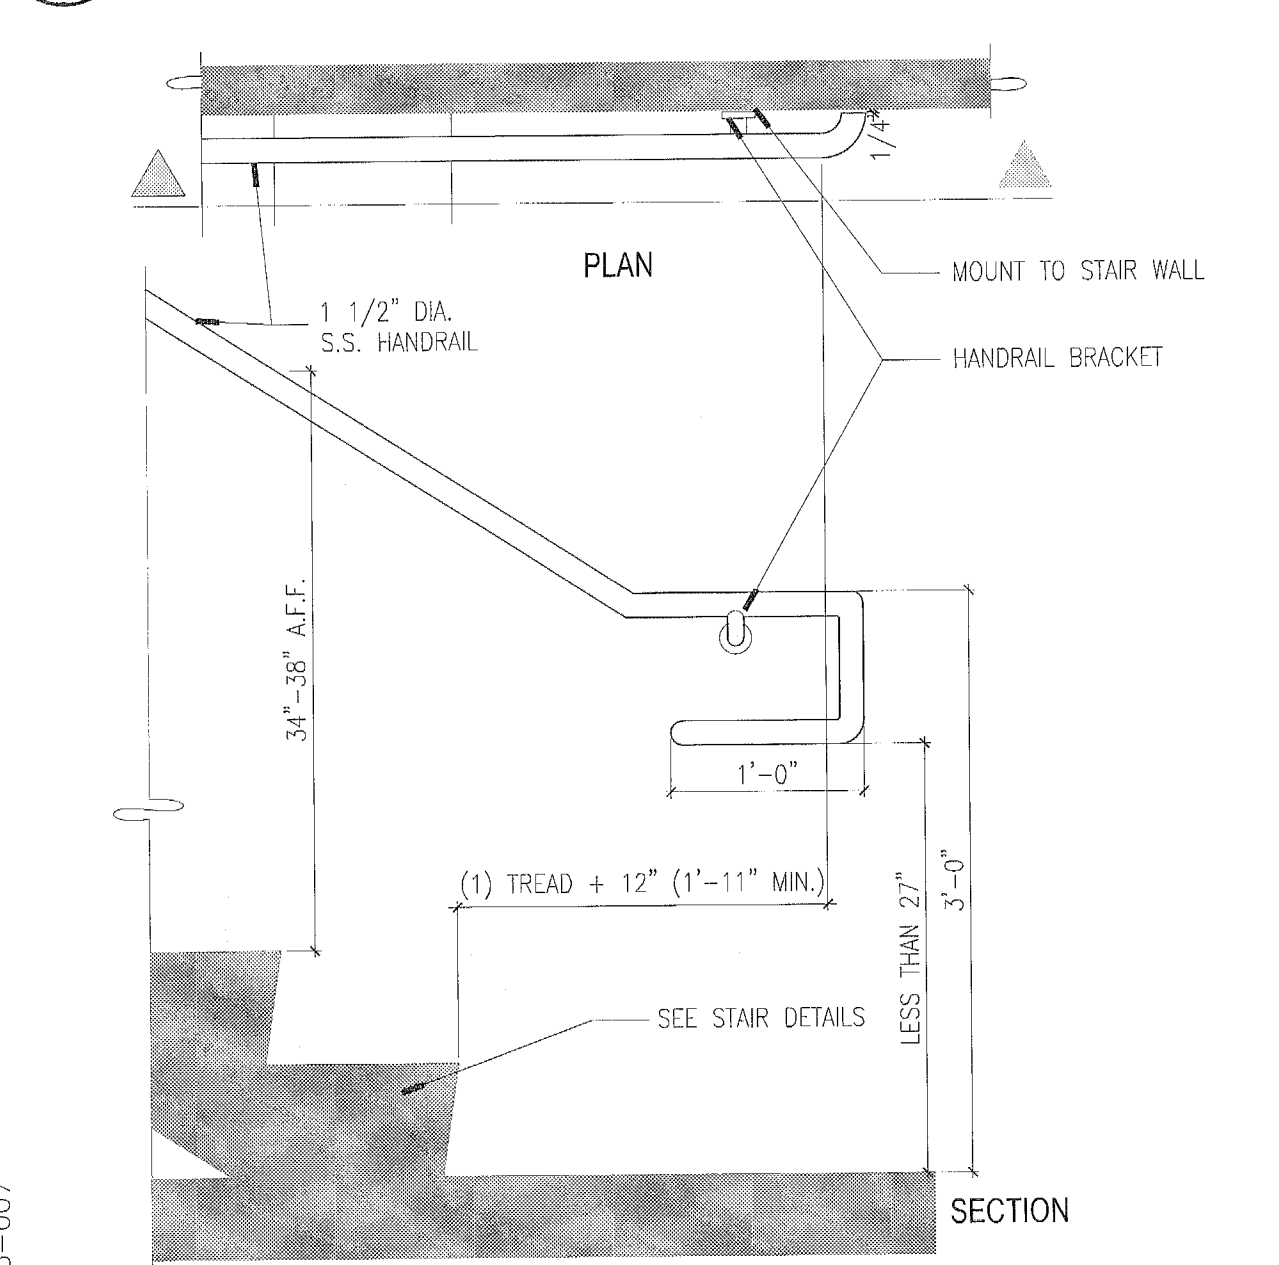 1/4"
PLAN
MOUNT TO STAIR WALL
1 1/2" DIA.
S.S. HANDRAIL
HANDRAIL BRACKET
34"-38" A.F.F.
1'-0"
(1) TREAD + 12" (1'-11" MIN.)
LESS THAN 27"
3'-0"
SEE STAIR DETAILS
SECTION